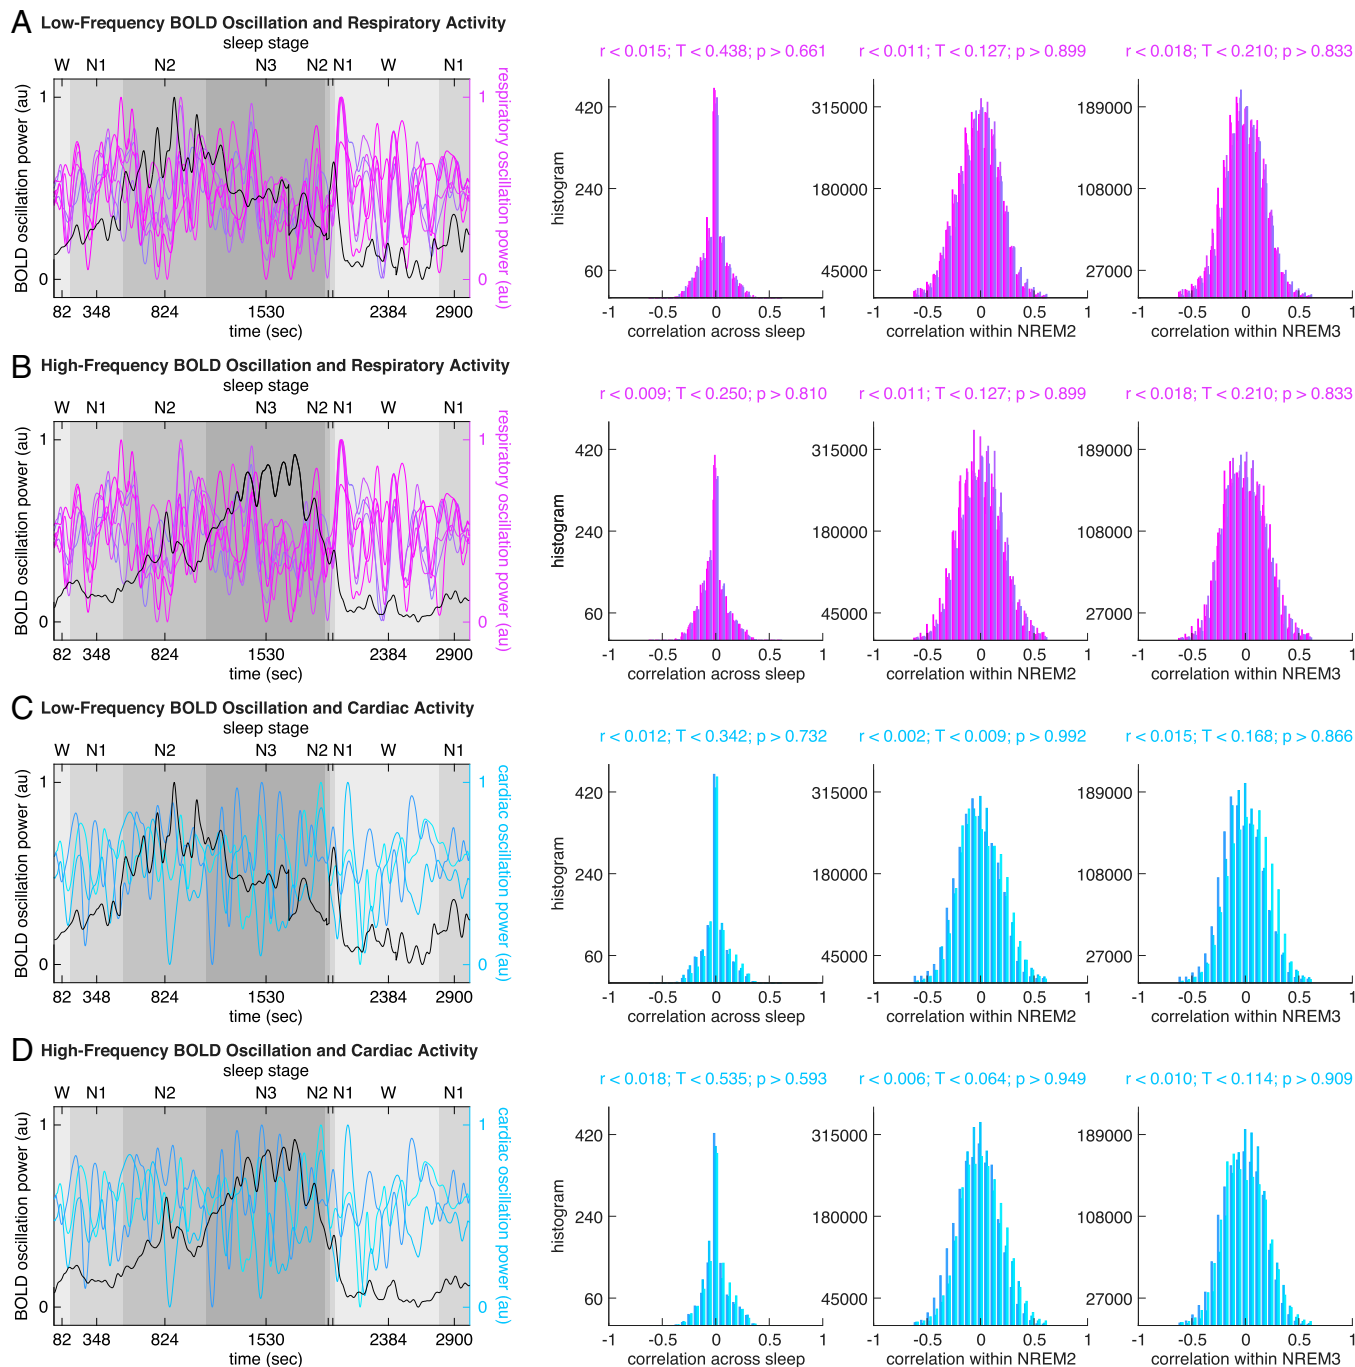 A Low-Frequency BOLD Oscillation and Respiratory Activity
sleep stage
W N1 N2 N3 N2 N1 W N1
BOLD oscillation power (au)
1
0
respiratory oscillation power (au)
1
0
82 348 824 1530 2384 2900
time (sec)
r < 0.015; T < 0.438; p > 0.661
histogram
420
240
60
-1 -0.5 0 0.5 1
correlation across sleep
r < 0.011; T < 0.127; p > 0.899
315000
180000
45000
-1 -0.5 0 0.5 1
correlation within NREM2
r < 0.018; T < 0.210; p > 0.833
189000
108000
27000
-1 -0.5 0 0.5 1
correlation within NREM3
B High-Frequency BOLD Oscillation and Respiratory Activity
sleep stage
W N1 N2 N3 N2 N1 W N1
BOLD oscillation power (au)
1
0
respiratory oscillation power (au)
1
0
82 348 824 1530 2384 2900
time (sec)
r < 0.009; T < 0.250; p > 0.810
histogram
420
240
60
-1 -0.5 0 0.5 1
correlation across sleep
r < 0.011; T < 0.127; p > 0.899
315000
180000
45000
-1 -0.5 0 0.5 1
correlation within NREM2
r < 0.018; T < 0.210; p > 0.833
189000
108000
27000
-1 -0.5 0 0.5 1
correlation within NREM3
C Low-Frequency BOLD Oscillation and Cardiac Activity
sleep stage
W N1 N2 N3 N2 N1 W N1
BOLD oscillation power (au)
1
0
cardiac oscillation power (au)
1
0
82 348 824 1530 2384 2900
time (sec)
r < 0.012; T < 0.342; p > 0.732
histogram
420
240
60
-1 -0.5 0 0.5 1
correlation across sleep
r < 0.002; T < 0.009; p > 0.992
315000
180000
45000
-1 -0.5 0 0.5 1
correlation within NREM2
r < 0.015; T < 0.168; p > 0.866
189000
108000
27000
-1 -0.5 0 0.5 1
correlation within NREM3
D High-Frequency BOLD Oscillation and Cardiac Activity
sleep stage
W N1 N2 N3 N2 N1 W N1
BOLD oscillation power (au)
1
0
cardiac oscillation power (au)
1
0
82 348 824 1530 2384 2900
time (sec)
r < 0.018; T < 0.535; p > 0.593
histogram
420
240
60
-1 -0.5 0 0.5 1
correlation across sleep
r < 0.006; T < 0.064; p > 0.949
315000
180000
45000
-1 -0.5 0 0.5 1
correlation within NREM2
r < 0.010; T < 0.114; p > 0.909
189000
108000
27000
-1 -0.5 0 0.5 1
correlation within NREM3